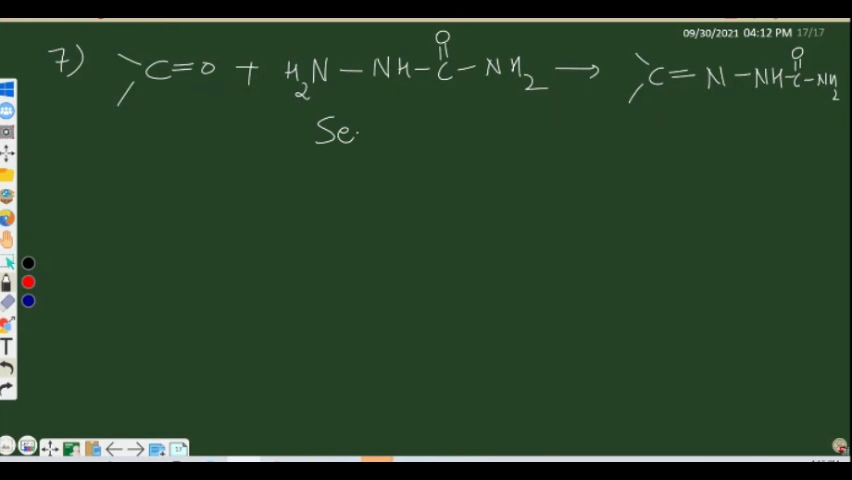 09/30/2021 04:12 PM 17/17
7) >C=O + H2N—NH—C(=O)—NH2 → >C=N—NH—C(=O)—NH2
Se